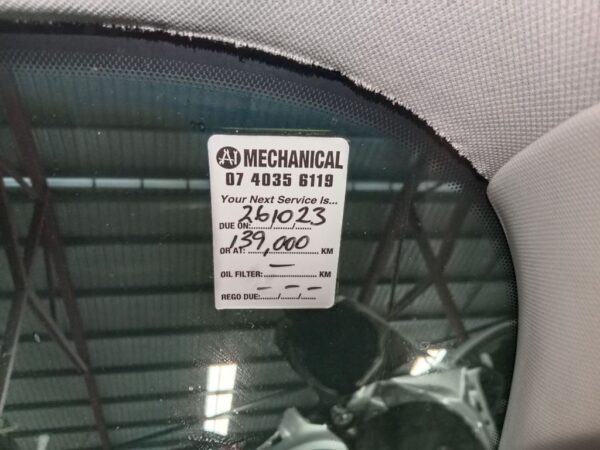 A1 MECHANICAL
07 4035 6119
Your Next Service Is...
DUE ON: 26/10/23
OR AT: 139,000 KM
OIL FILTER: — KM
REGO DUE: – / – / –